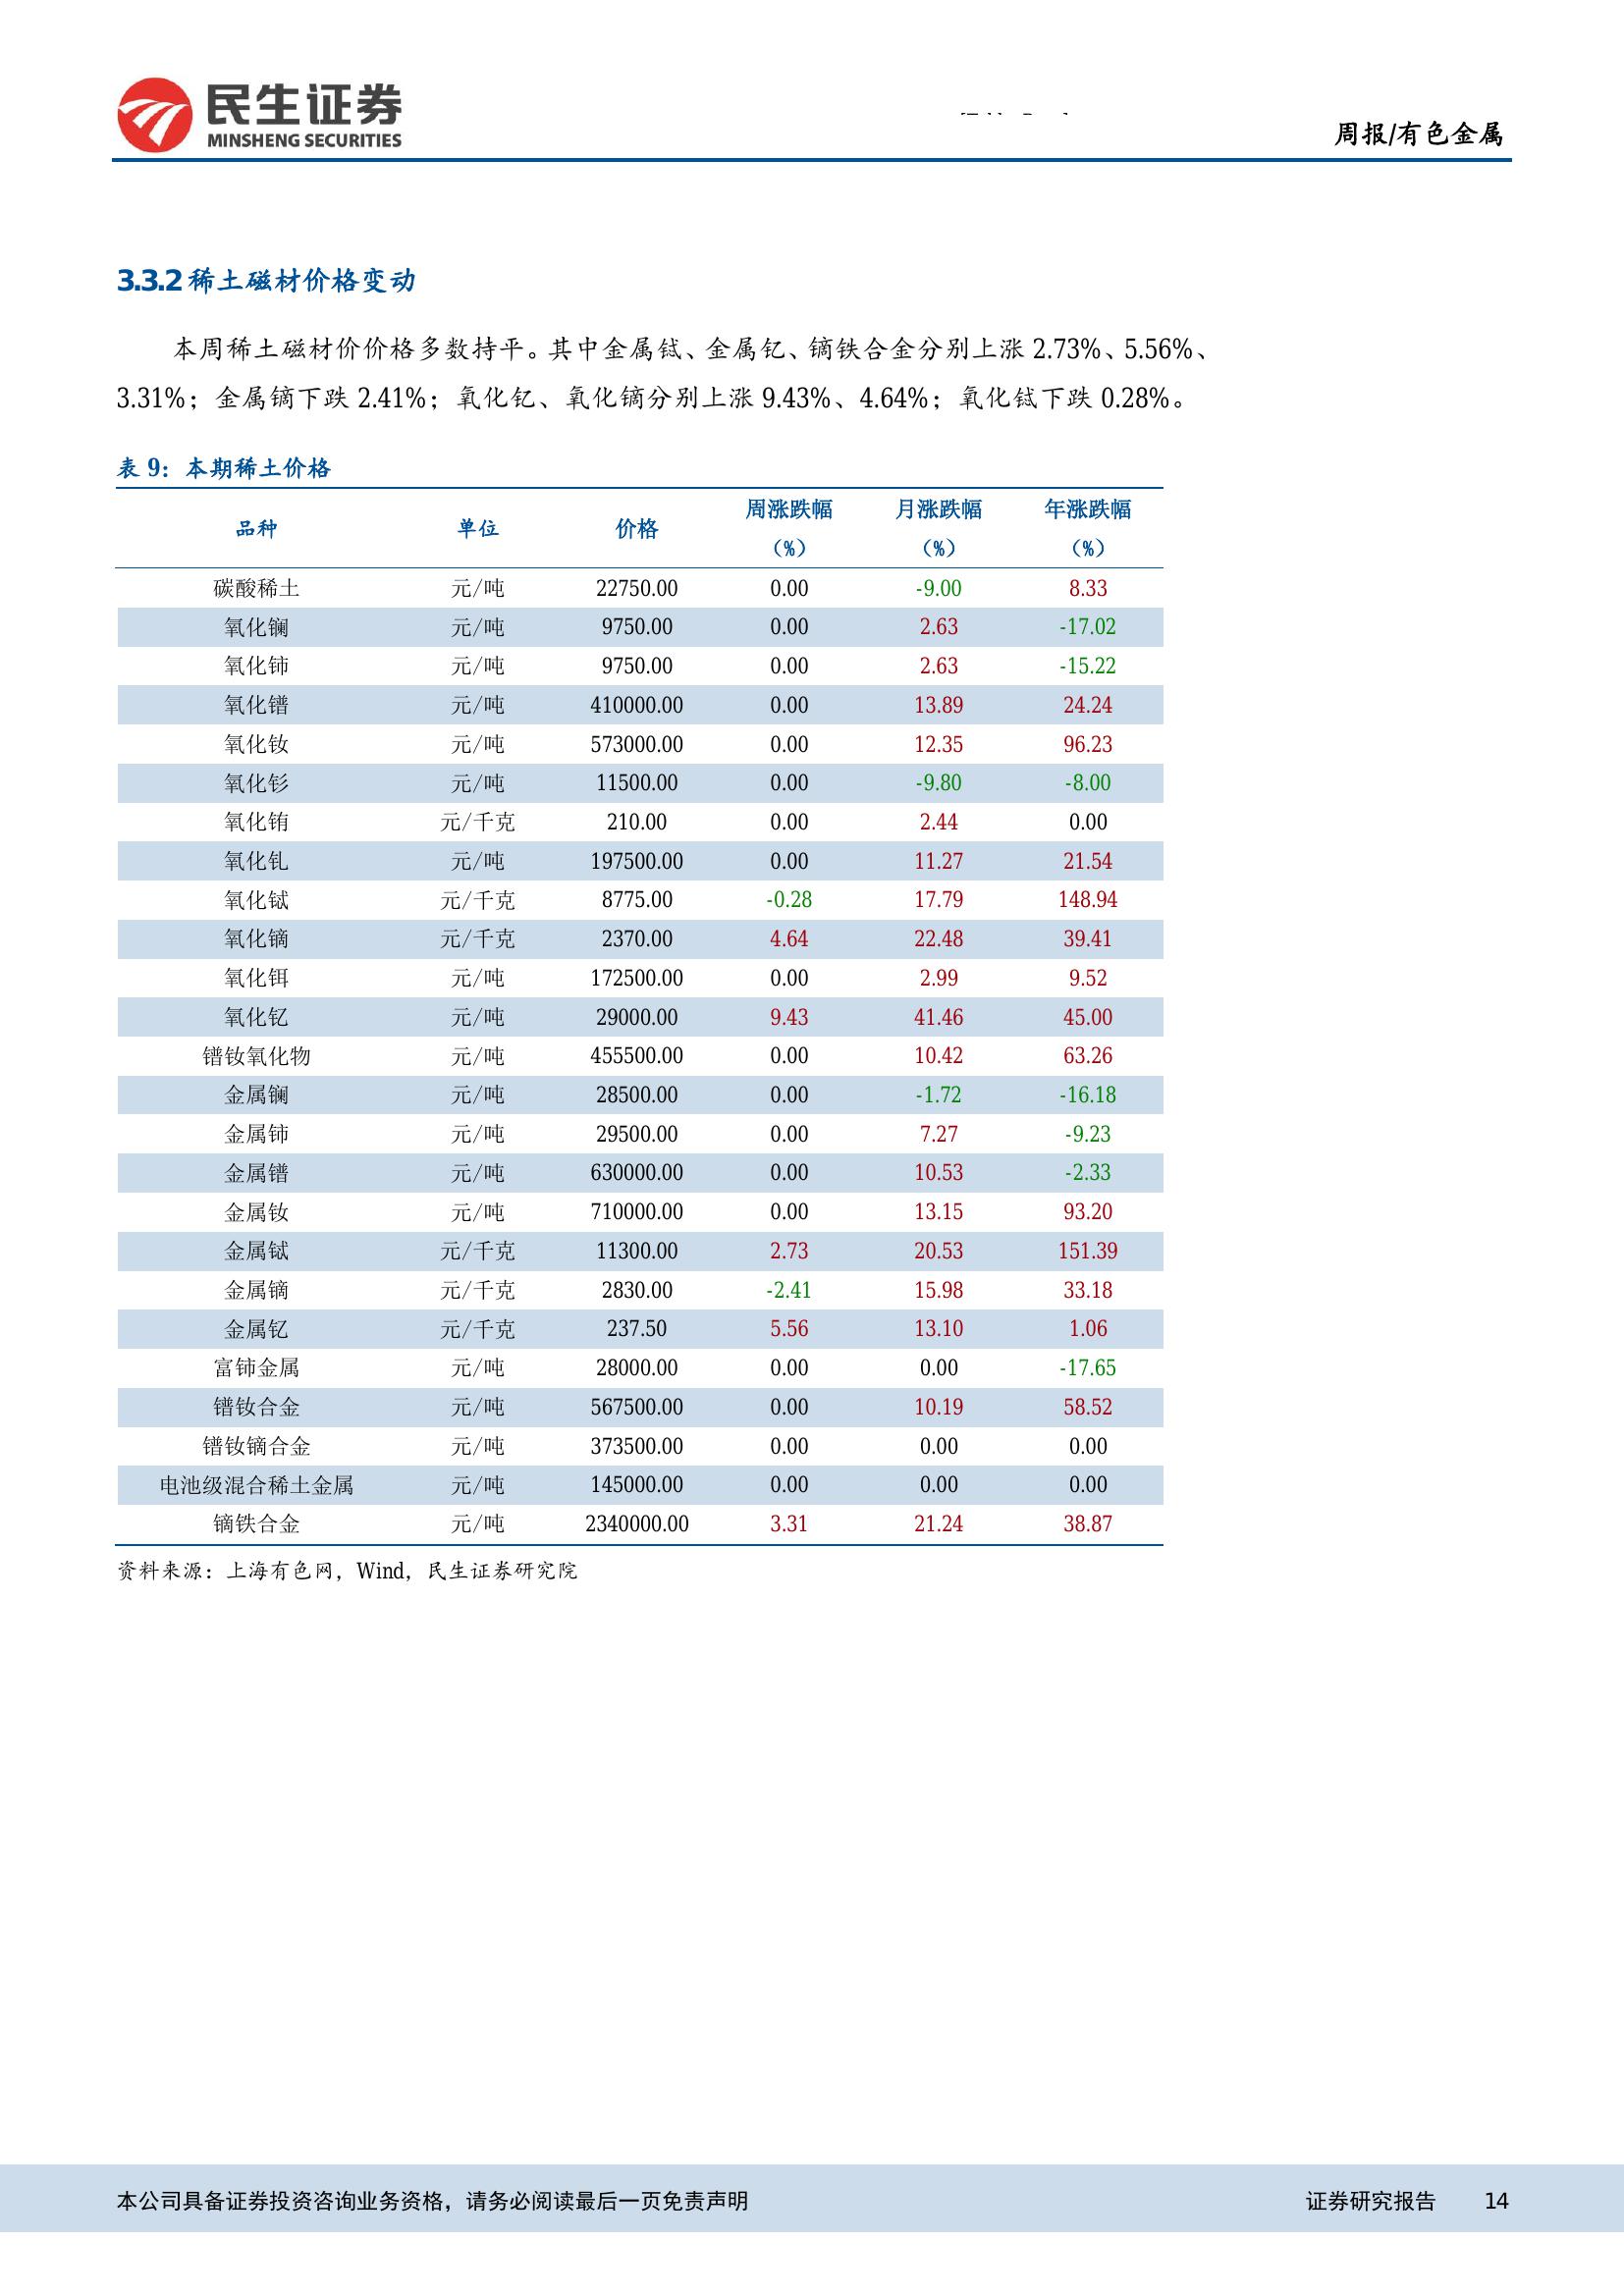 民生证券
MINSHENG SECURITIES
周报/有色金属
3.3.2 稀土磁材价格变动
本周稀土磁材价价格多数持平。其中金属铽、金属钇、镝铁合金分别上涨 2.73%、5.56%、
3.31%；金属镝下跌 2.41%；氧化钇、氧化镝分别上涨 9.43%、4.64%；氧化铽下跌 0.28%。
表 9：本期稀土价格
品种 单位 价格 周涨跌幅（%） 月涨跌幅（%） 年涨跌幅（%）
碳酸稀土 元/吨 22750.00 0.00 -9.00 8.33
氧化镧 元/吨 9750.00 0.00 2.63 -17.02
氧化铈 元/吨 9750.00 0.00 2.63 -15.22
氧化镨 元/吨 410000.00 0.00 13.89 24.24
氧化钕 元/吨 573000.00 0.00 12.35 96.23
氧化钐 元/吨 11500.00 0.00 -9.80 -8.00
氧化铕 元/千克 210.00 0.00 2.44 0.00
氧化钆 元/吨 197500.00 0.00 11.27 21.54
氧化铽 元/千克 8775.00 -0.28 17.79 148.94
氧化镝 元/千克 2370.00 4.64 22.48 39.41
氧化铒 元/吨 172500.00 0.00 2.99 9.52
氧化钇 元/吨 29000.00 9.43 41.46 45.00
镨钕氧化物 元/吨 455500.00 0.00 10.42 63.26
金属镧 元/吨 28500.00 0.00 -1.72 -16.18
金属铈 元/吨 29500.00 0.00 7.27 -9.23
金属镨 元/吨 630000.00 0.00 10.53 -2.33
金属钕 元/吨 710000.00 0.00 13.15 93.20
金属铽 元/千克 11300.00 2.73 20.53 151.39
金属镝 元/千克 2830.00 -2.41 15.98 33.18
金属钇 元/千克 237.50 5.56 13.10 1.06
富铈金属 元/吨 28000.00 0.00 0.00 -17.65
镨钕合金 元/吨 567500.00 0.00 10.19 58.52
镨钕镝合金 元/吨 373500.00 0.00 0.00 0.00
电池级混合稀土金属 元/吨 145000.00 0.00 0.00 0.00
镝铁合金 元/吨 2340000.00 3.31 21.24 38.87
资料来源：上海有色网，Wind，民生证券研究院
本公司具备证券投资咨询业务资格，请务必阅读最后一页免责声明 证券研究报告 14